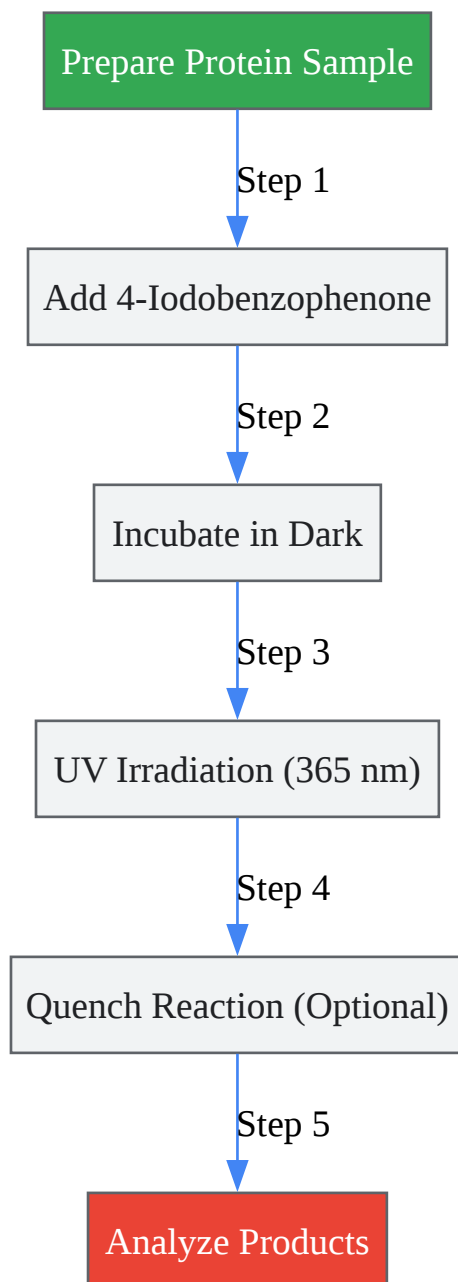 Prepare Protein Sample
Step 1
Add 4-Iodobenzophenone
Step 2
Incubate in Dark
Step 3
UV Irradiation (365 nm)
Step 4
Quench Reaction (Optional)
Step 5
Analyze Products